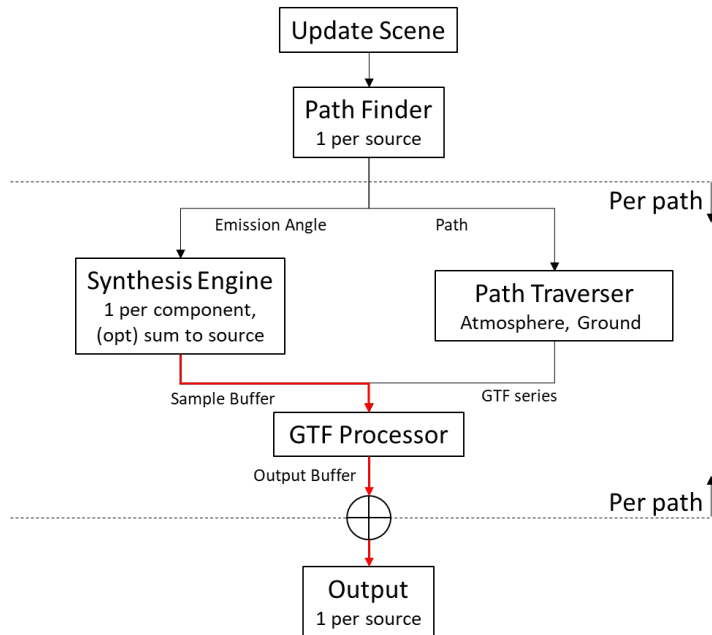 Update Scene
Path Finder
1 per source
Per path
Emission Angle
Path
Synthesis Engine
1 per component,
(opt) sum to source
Path Traverser
Atmosphere, Ground
Sample Buffer
GTF series
GTF Processor
Output Buffer
Per path
Output
1 per source